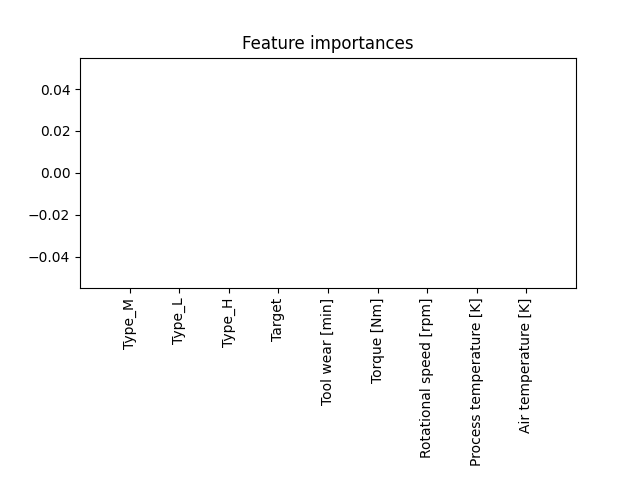 Feature importances
0.04
0.02
0.00
−0.02
−0.04
Type_M
Type_L
Type_H
Target
Tool wear [min]
Torque [Nm]
Rotational speed [rpm]
Process temperature [K]
Air temperature [K]